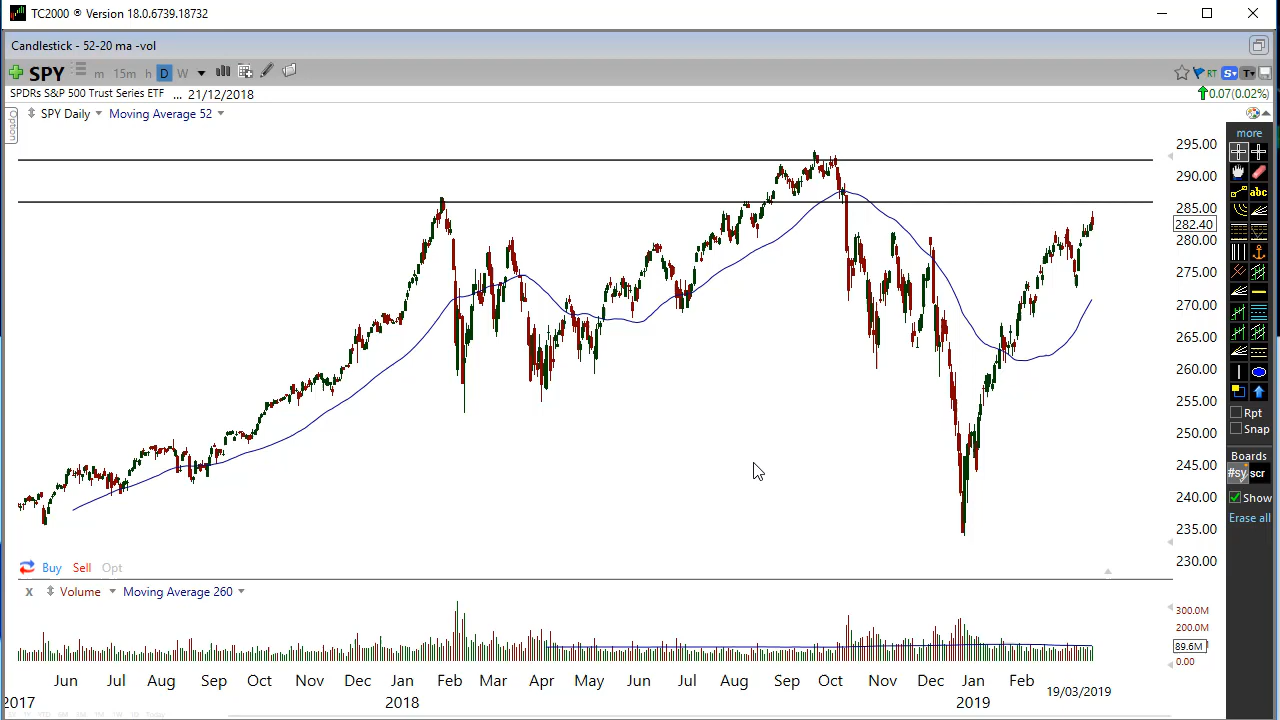 TC2000 ® Version 18.0.6739.18732
Candlestick - 52-20 ma -vol
SPY m 15m h D W RT S T
SPDRs S&P 500 Trust Series ETF ... 21/12/2018 0.07(0.02%)
Option
SPY Daily Moving Average 52
more
295.00
290.00
285.00
282.40
280.00
275.00
270.00
265.00
260.00
255.00
250.00
245.00
240.00
235.00
230.00
abc
Rpt
Snap
Boards
#sy scr
Show
Erase all
Buy Sell Opt
X Volume Moving Average 260
300.0M
200.0M
89.6M
0.00
Jun Jul Aug Sep Oct Nov Dec Jan Feb Mar Apr May Jun Jul Aug Sep Oct Nov Dec Jan Feb 19/03/2019
2017 2018 2019